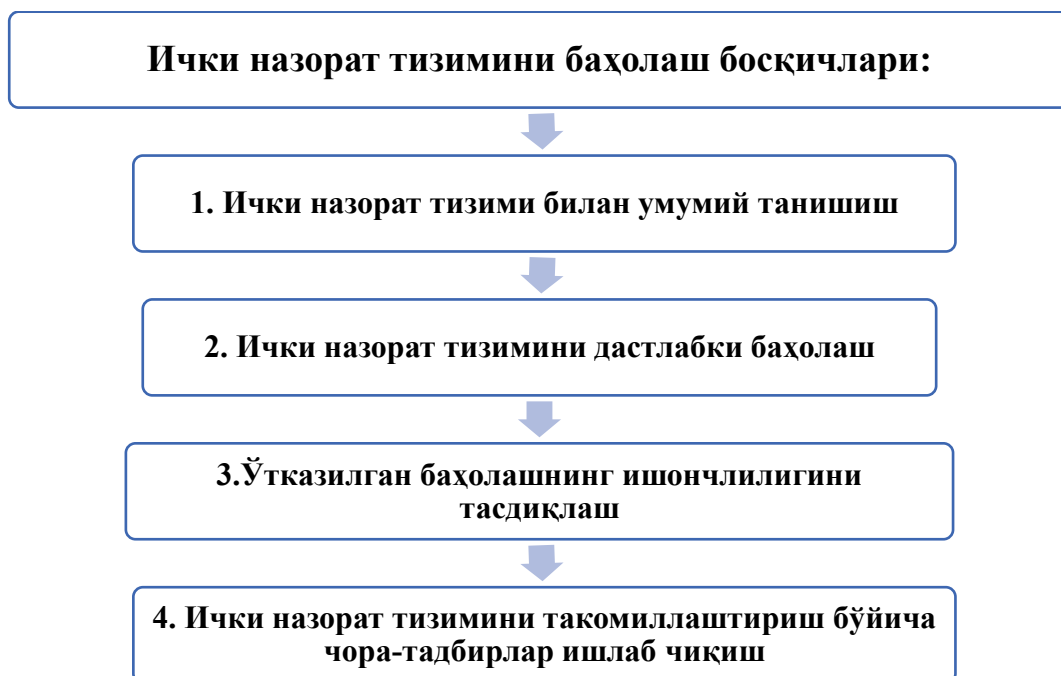 Ички назорат тизимини баҳолаш босқичлари:
1. Ички назорат тизими билан умумий танишиш
2. Ички назорат тизимини дастлабки баҳолаш
3.Ўтказилган баҳолашнинг ишончлилигини
тасдиқлаш
4. Ички назорат тизимини такомиллаштириш бўйича
чора-тадбирлар ишлаб чиқиш